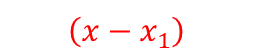 (x − x₁)